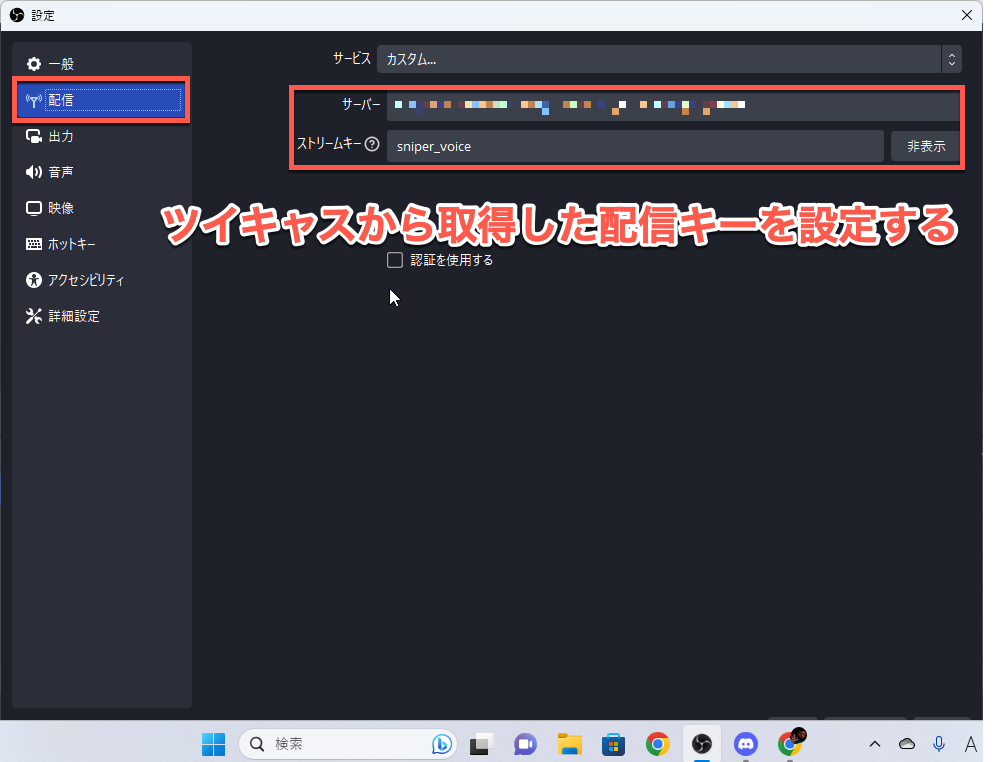 設定
一般
配信
出力
音声
映像
ホットキー
アクセシビリティ
詳細設定
サービス カスタム...
サーバー
ストリームキー ? sniper_voice 非表示
ツイキャスから取得した配信キーを設定する
認証を使用する
検索
A